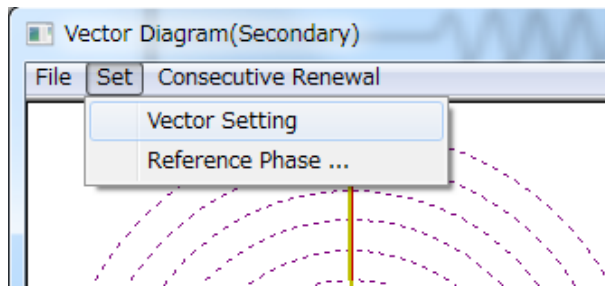 Vector Diagram(Secondary)
File Set Consecutive Renewal
Vector Setting
Reference Phase ...